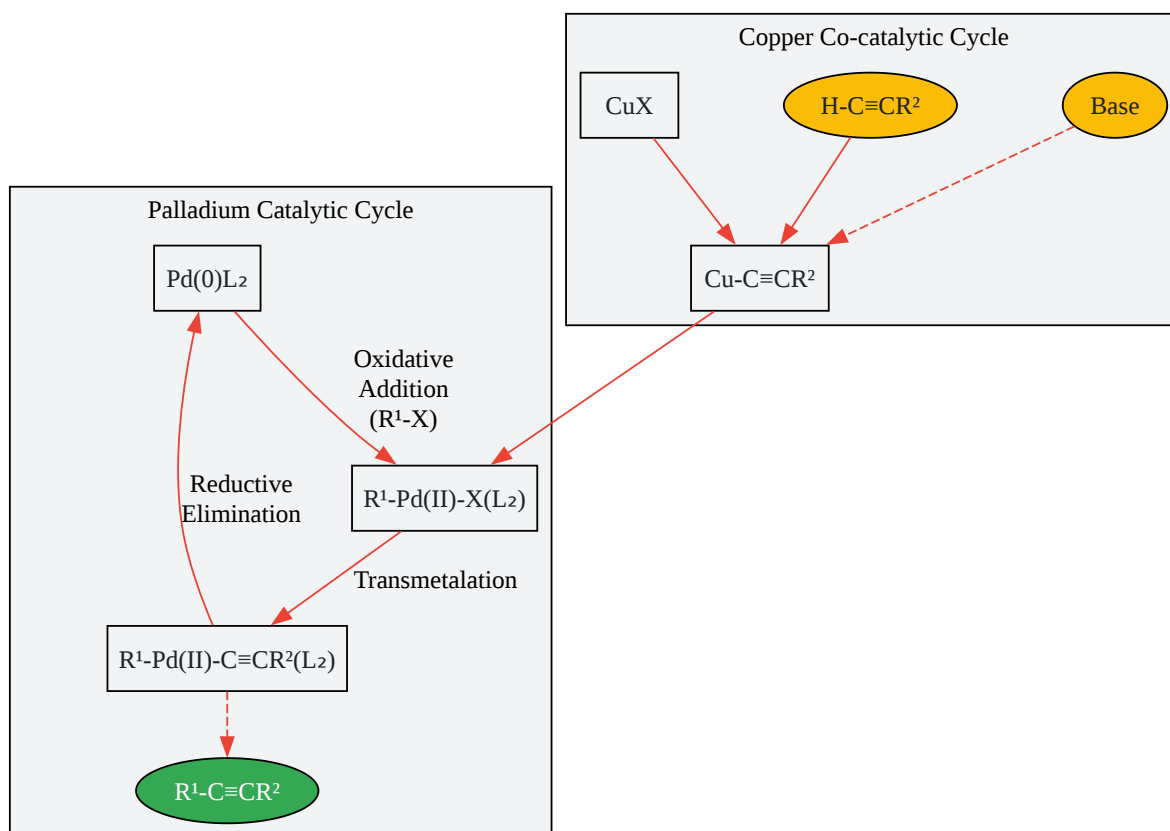 Copper Co-catalytic Cycle
CuX
H-C≡CR²
Base
Cu-C≡CR²
Palladium Catalytic Cycle
Pd(0)L₂
Oxidative
Addition
(R¹-X)
Reductive
Elimination
R¹-Pd(II)-X(L₂)
Transmetalation
R¹-Pd(II)-C≡CR²(L₂)
R¹-C≡CR²